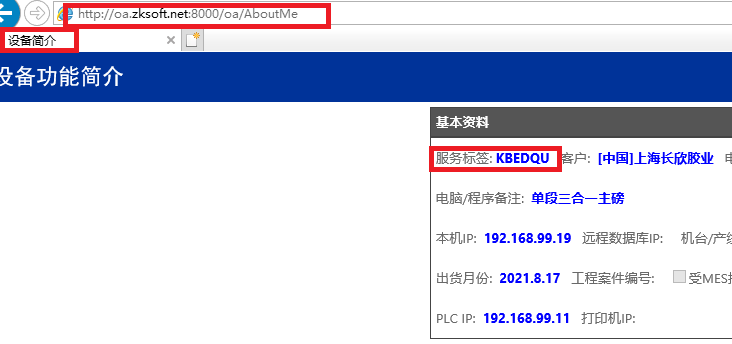 http://oa.zksoft.net:8000/oa/AboutMe
设备简介
设备功能简介
基本资料
服务标签: KBEDQU 客户: [中国]上海长欣胶业
电脑/程序备注: 单段三合一主磅
本机IP: 192.168.99.19 远程数据库IP: 机台/产线
出货月份: 2021.8.17 工程案件编号: 受MES
PLC IP: 192.168.99.11 打印机IP: